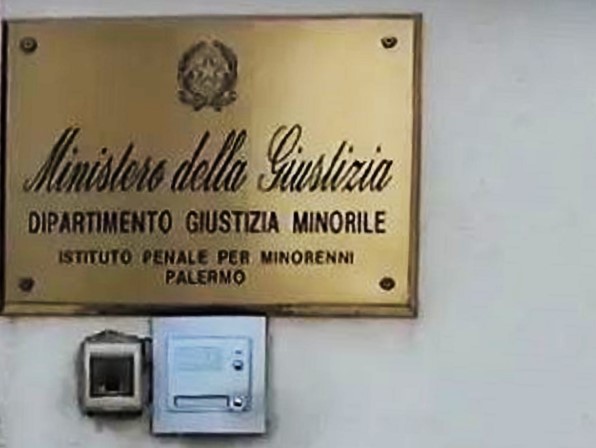 Ministero della Giustizia
DIPARTIMENTO GIUSTIZIA MINORILE
ISTITUTO PENALE PER MINORENNI
PALERMO